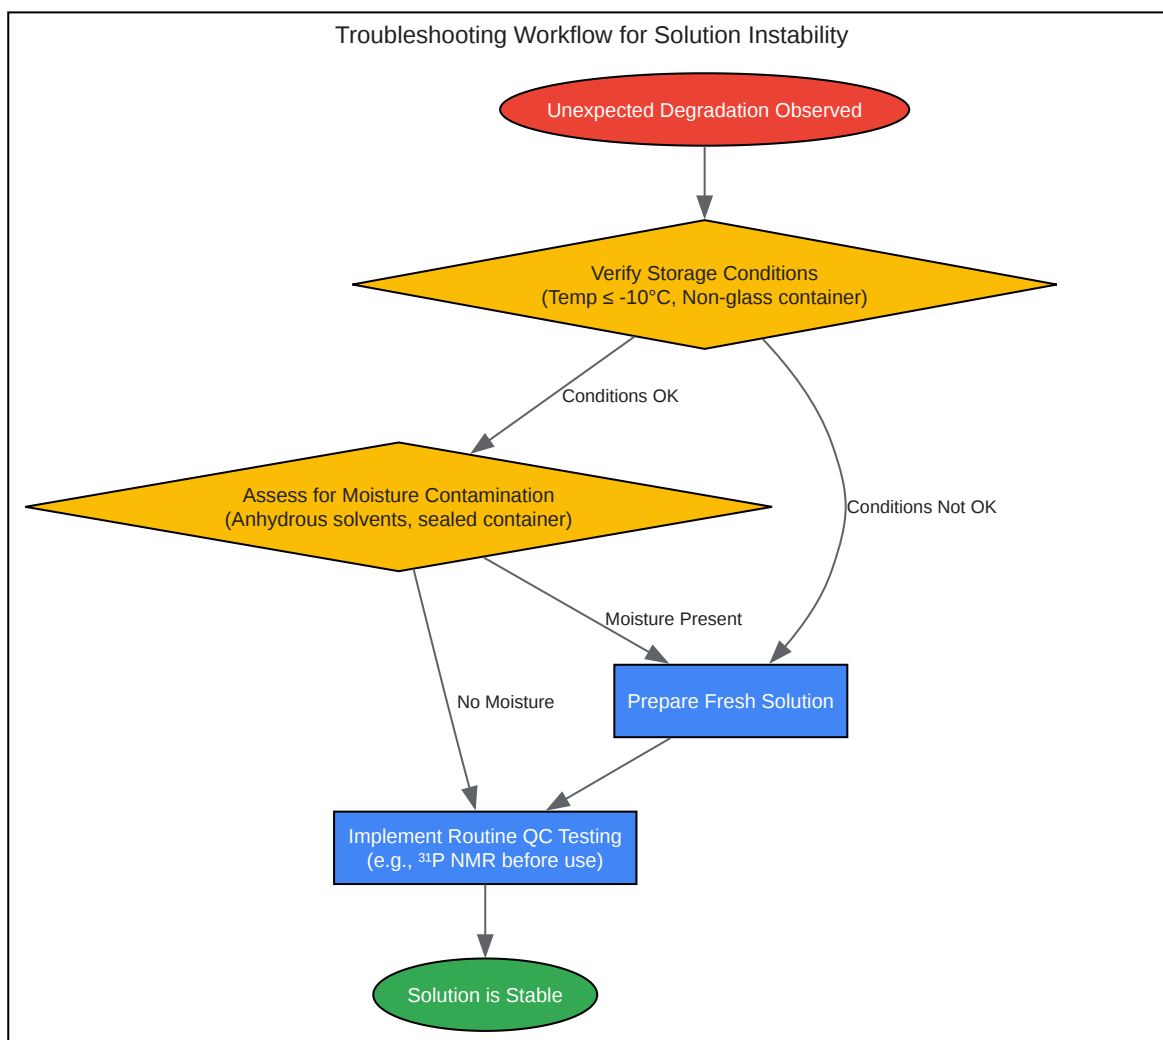 Troubleshooting Workflow for Solution Instability
Unexpected Degradation Observed
Verify Storage Conditions
(Temp ≤ -10°C, Non-glass container)
Conditions OK
Assess for Moisture Contamination
(Anhydrous solvents, sealed container)
Conditions Not OK
Moisture Present
No Moisture
Prepare Fresh Solution
Implement Routine QC Testing
(e.g., ³¹P NMR before use)
Solution is Stable